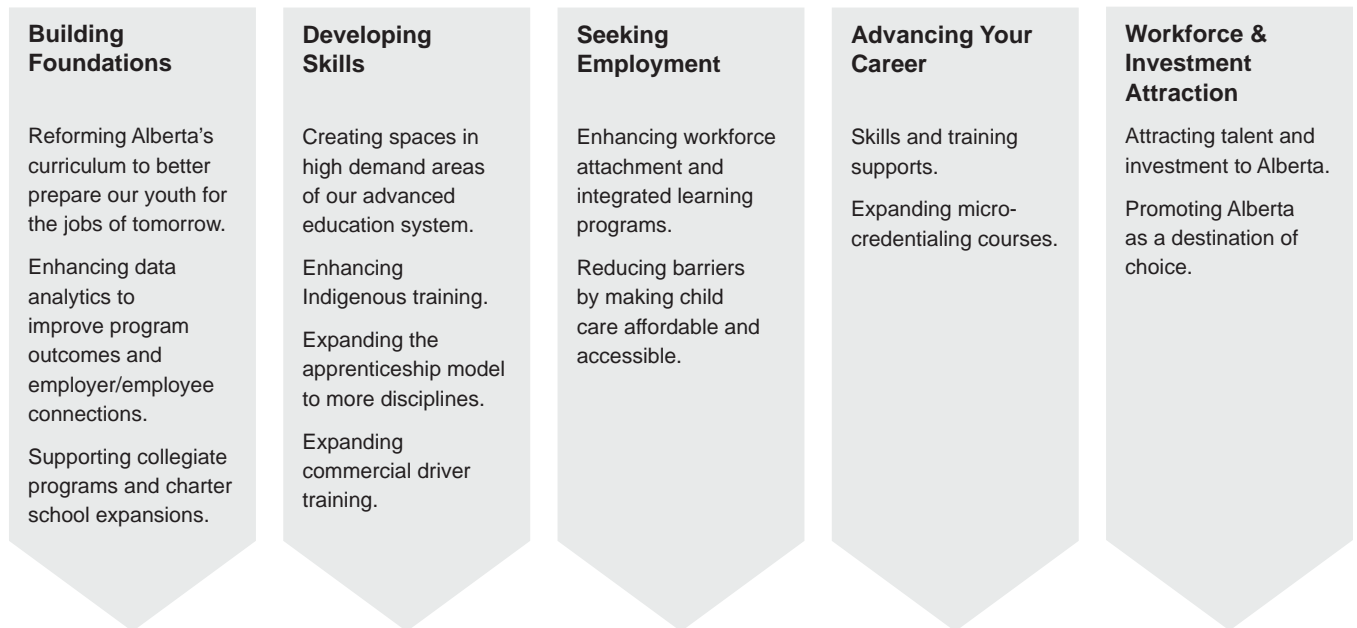 Building
Foundations
Reforming Alberta's
curriculum to better
prepare our youth for
the jobs of tomorrow.
Enhancing data
analytics to
improve program
outcomes and
employer/employee
connections.
Supporting collegiate
programs and charter
school expansions.
Developing
Skills
Creating spaces in
high demand areas
of our advanced
education system.
Enhancing
Indigenous training.
Expanding the
apprenticeship model
to more disciplines.
Expanding
commercial driver
training.
Seeking
Employment
Enhancing workforce
attachment and
integrated learning
programs.
Reducing barriers
by making child
care affordable and
accessible.
Advancing Your
Career
Skills and training
supports.
Expanding micro-
credentialing courses.
Workforce &
Investment
Attraction
Attracting talent and
investment to Alberta.
Promoting Alberta
as a destination of
choice.